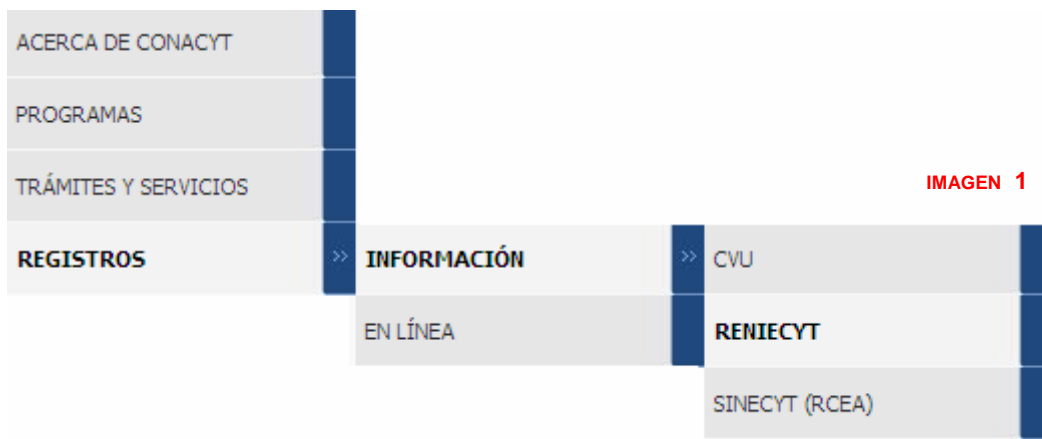 ACERCA DE CONACYT
PROGRAMAS
TRÁMITES Y SERVICIOS
IMAGEN 1
REGISTROS » INFORMACIÓN » CVU
EN LÍNEA RENIECYT
SINECYT (RCEA)